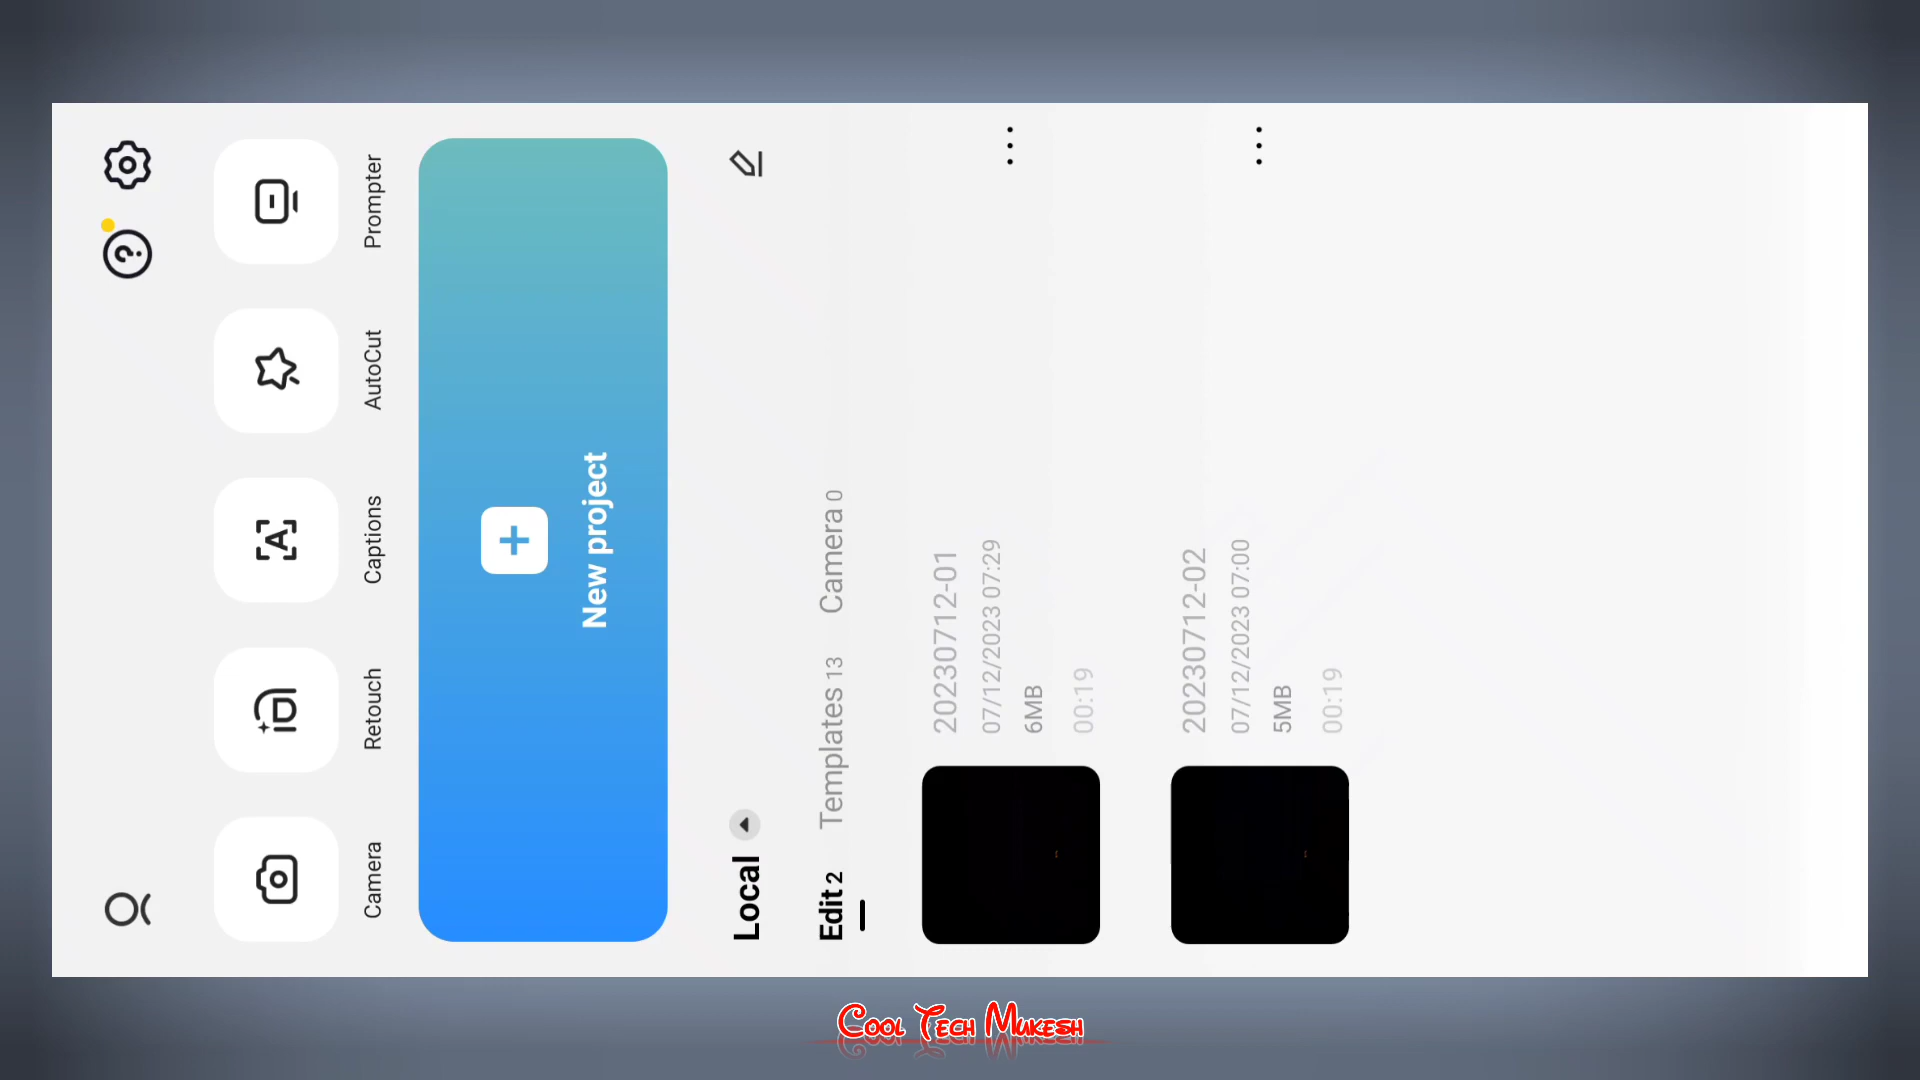 Camera
Retouch
Captions
AutoCut
Prompter
New project
Local
Edit 2
Templates 13
Camera 0
20230712-01
07/12/2023 07:29
6MB
00:19
20230712-02
07/12/2023 07:00
5MB
00:19
Cool Tech Mukesh